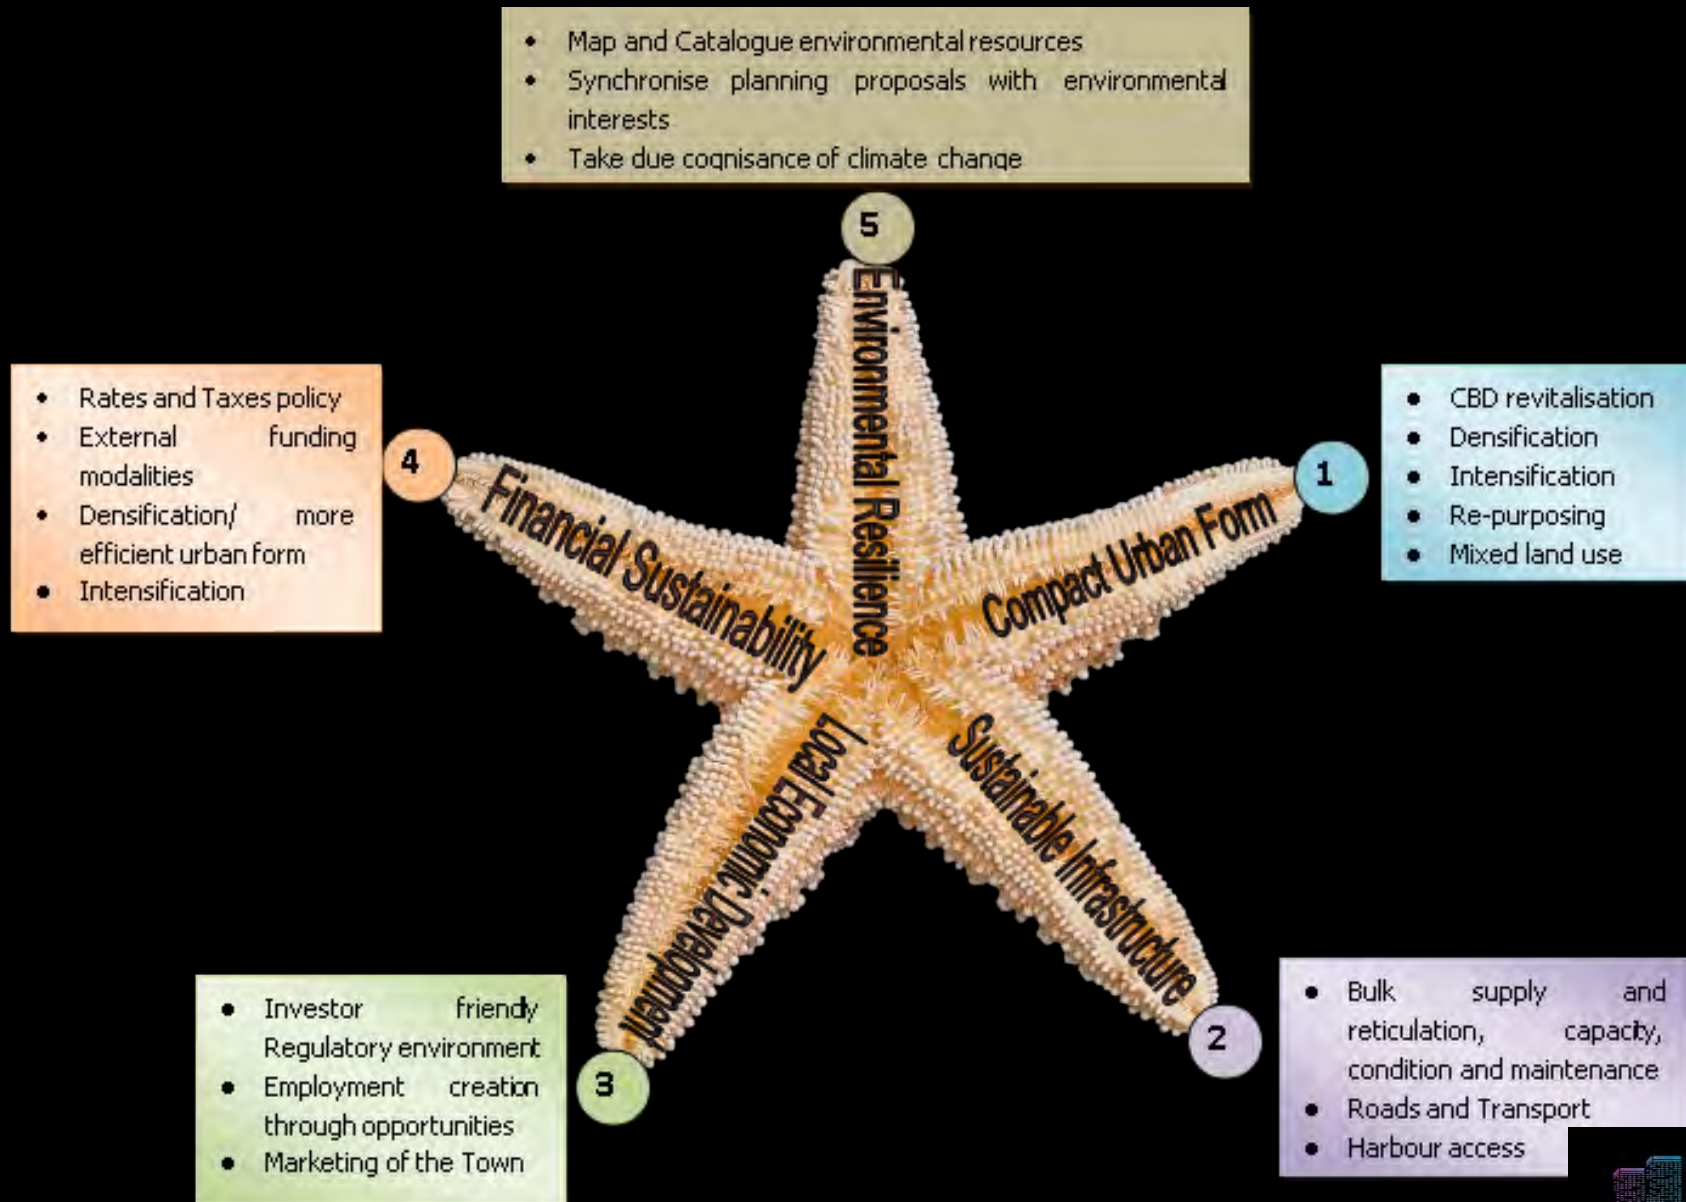 • Map and Catalogue environmental resources
• Synchronise planning proposals with environmental
interests
• Take due cognisance of climate change
5
Environmental Resilience
• Rates and Taxes policy
• External funding
modalities
• Densification/ more
efficient urban form
• Intensification
4
Financial Sustainability
1
Compact Urban Form
• CBD revitalisation
• Densification
• Intensification
• Re-purposing
• Mixed land use
Local Economic Development
3
• Investor friendly
Regulatory environment
• Employment creation
through opportunities
• Marketing of the Town
Sustainable Infrastructure
2
• Bulk supply and
reticulation, capacity,
condition and maintenance
• Roads and Transport
• Harbour access